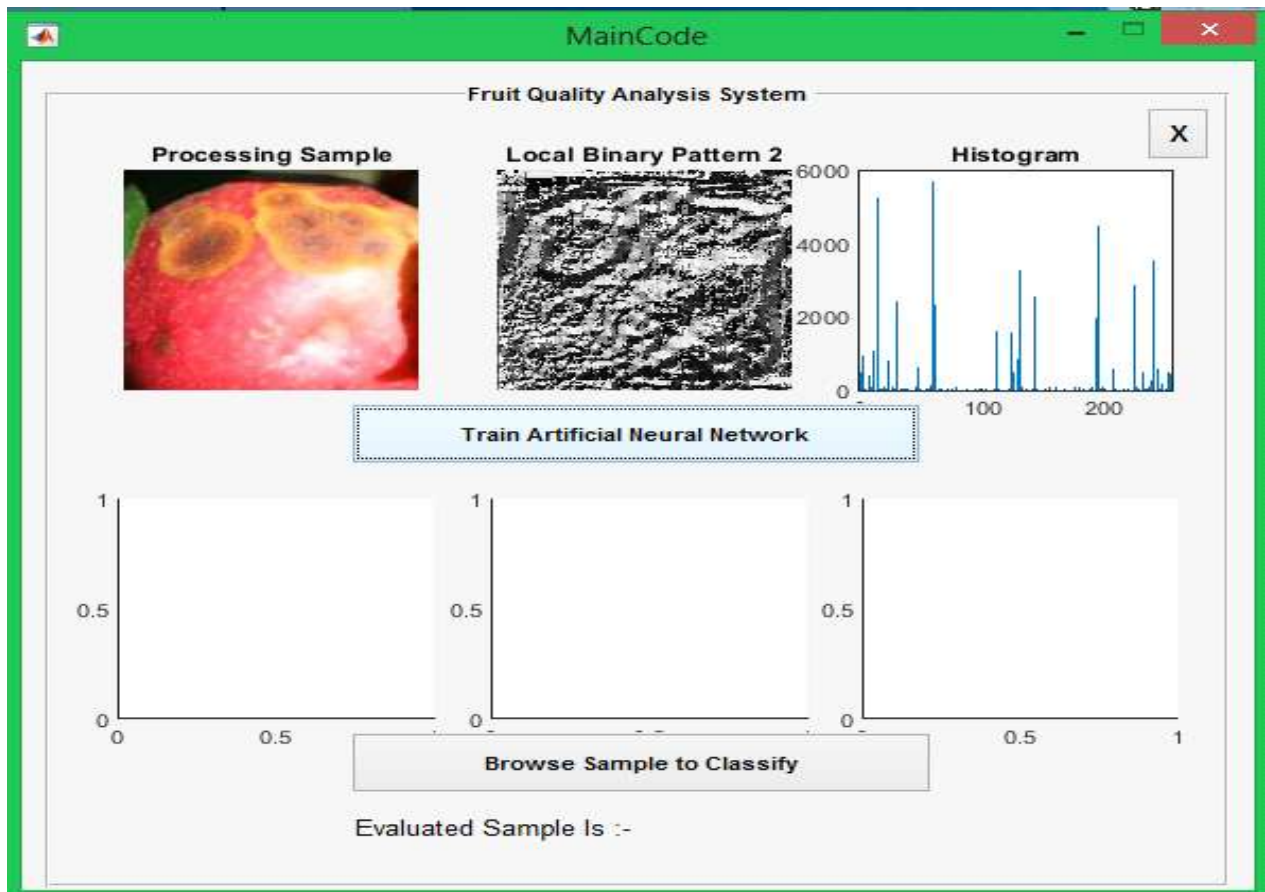 MainCode
Fruit Quality Analysis System
X
Processing Sample
Local Binary Pattern 2
Histogram
6000
4000
2000
0
100
200
Train Artificial Neural Network
1
0.5
0
0
0.5
1
0.5
0
1
0.5
0
0.5
1
Browse Sample to Classify
Evaluated Sample Is :-